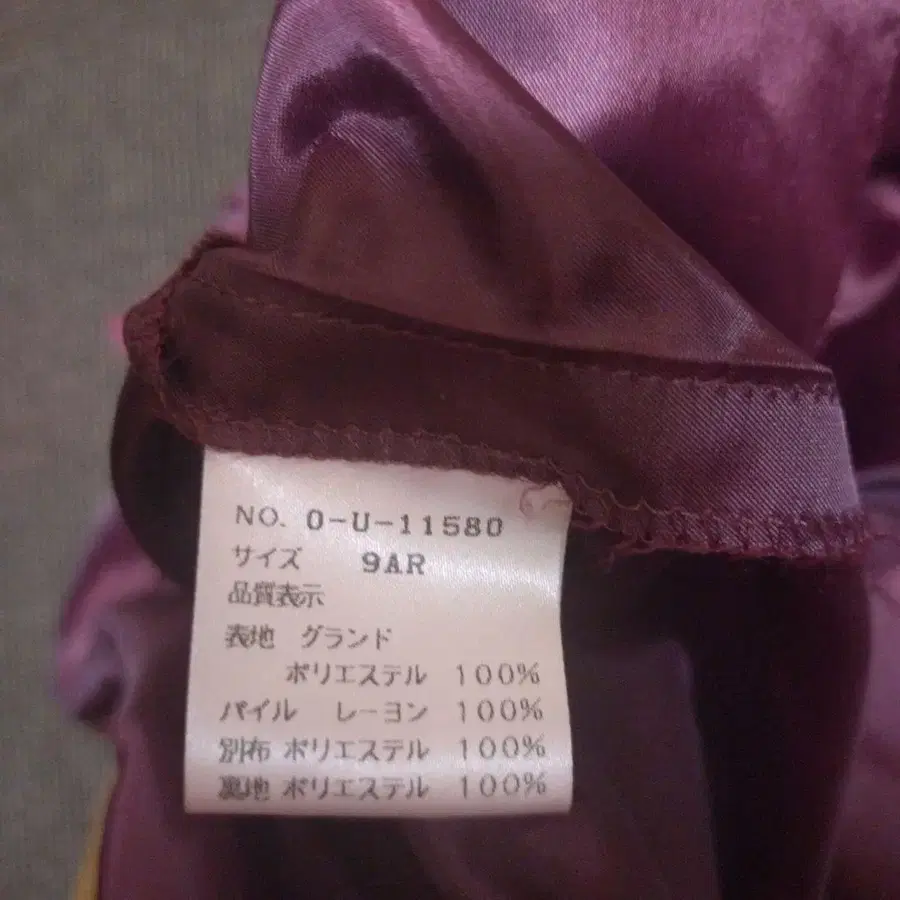 NO. 0-U-11580
サイズ 9AR
品質表示
表地 グランド
ポリエステル 100%
パイル レーヨン 100%
別布 ポリエステル 100%
裏地 ポリエステル 100%